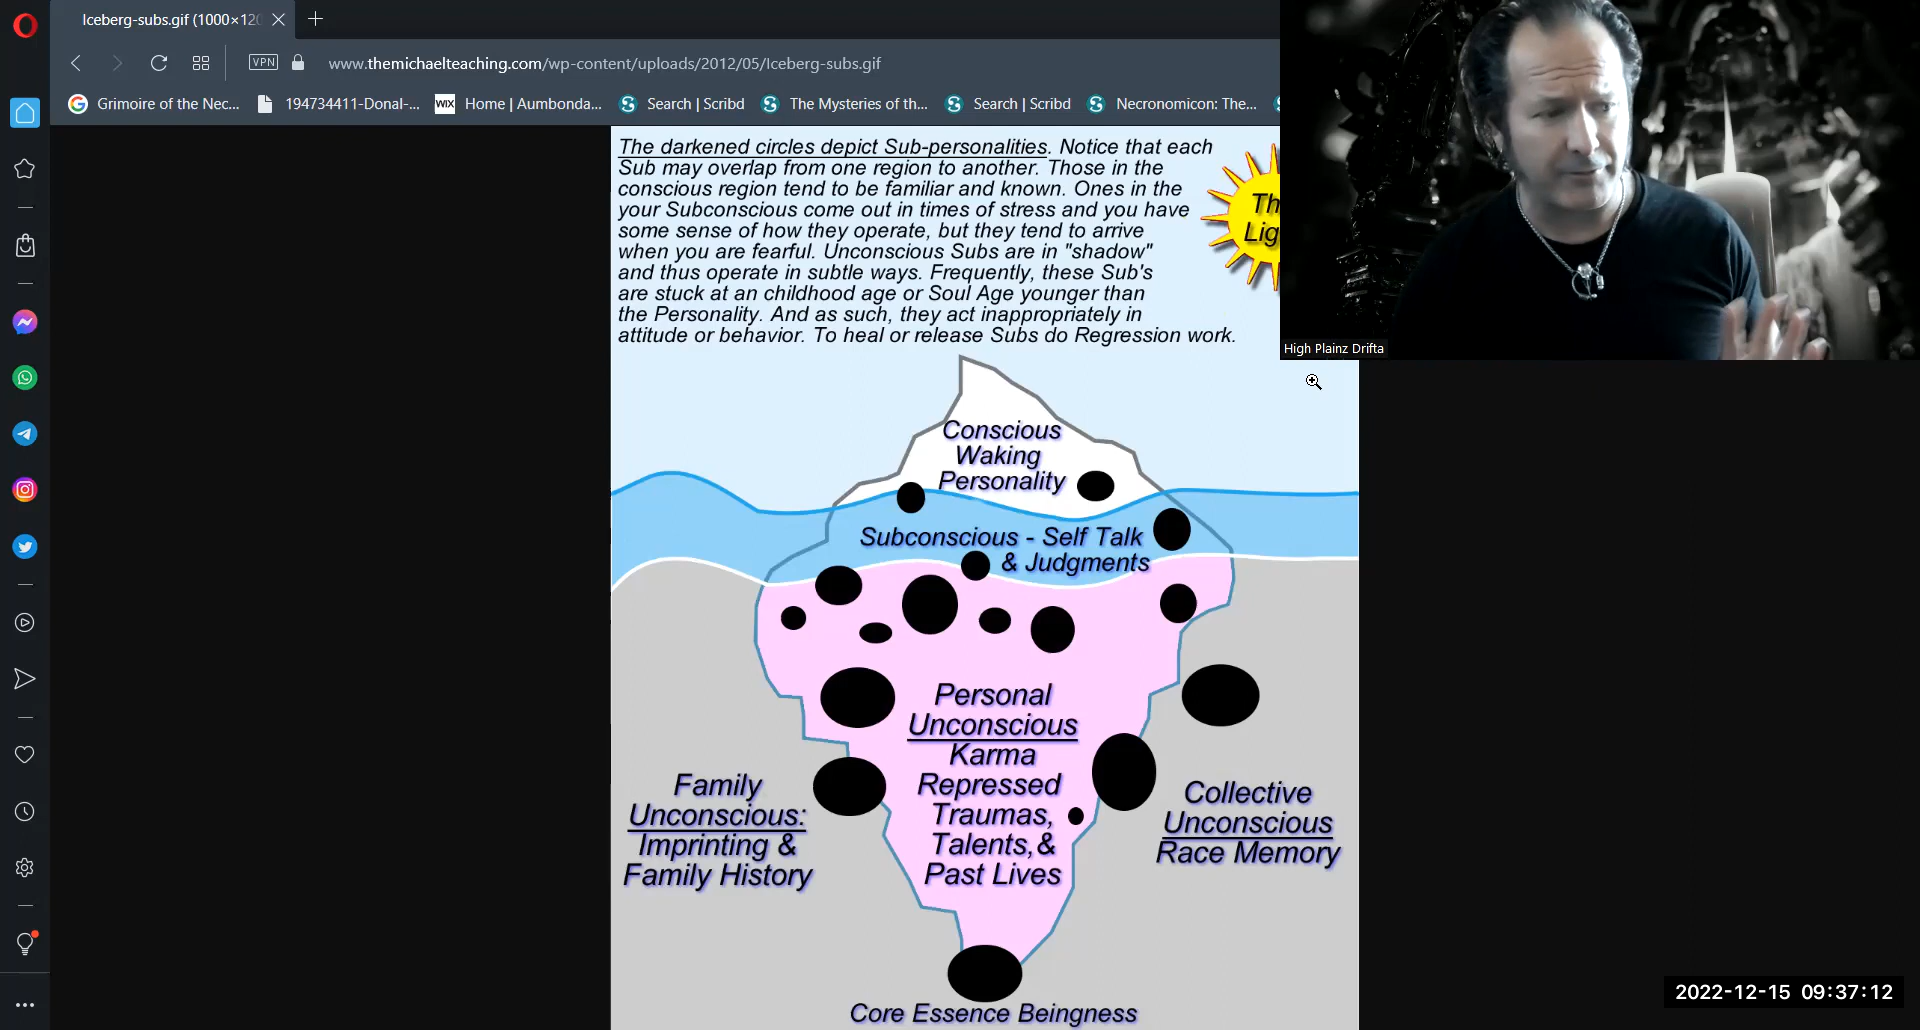 Iceberg-subs.gif (1000×120
VPN
www.themichaelteaching.com/wp-content/uploads/2012/05/Iceberg-subs.gif
Grimoire of the Nec...
194734411-Donal-...
WIX
Home | Aumbonda...
Search | Scribd
The Mysteries of th...
Search | Scribd
Necronomicon: The...
The darkened circles depict Sub-personalities. Notice that each
Sub may overlap from one region to another. Those in the
conscious region tend to be familiar and known. Ones in the
your Subconscious come out in times of stress and you have
some sense of how they operate, but they tend to arrive
when you are fearful. Unconscious Subs are in "shadow"
and thus operate in subtle ways. Frequently, these Sub's
are stuck at an childhood age or Soul Age younger than
the Personality. And as such, they act inappropriately in
attitude or behavior. To heal or release Subs do Regression work.
High Plainz Drifta
Conscious
Waking
Personality
Subconscious - Self Talk
& Judgments
Personal
Unconscious
Karma
Repressed
Traumas,
Talents,&
Past Lives
Family
Unconscious:
Imprinting &
Family History
Collective
Unconscious
Race Memory
Core Essence Beingness
2022-12-15 09:37:12